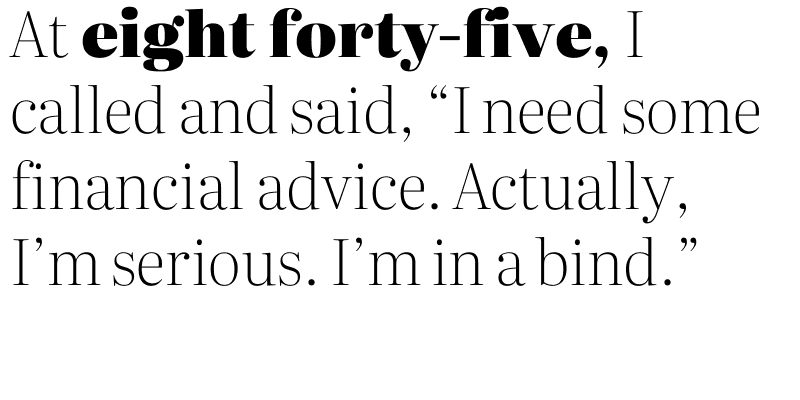 At eight forty-five, I
called and said, “I need some
financial advice. Actually,
I’m serious. I’m in a bind.”